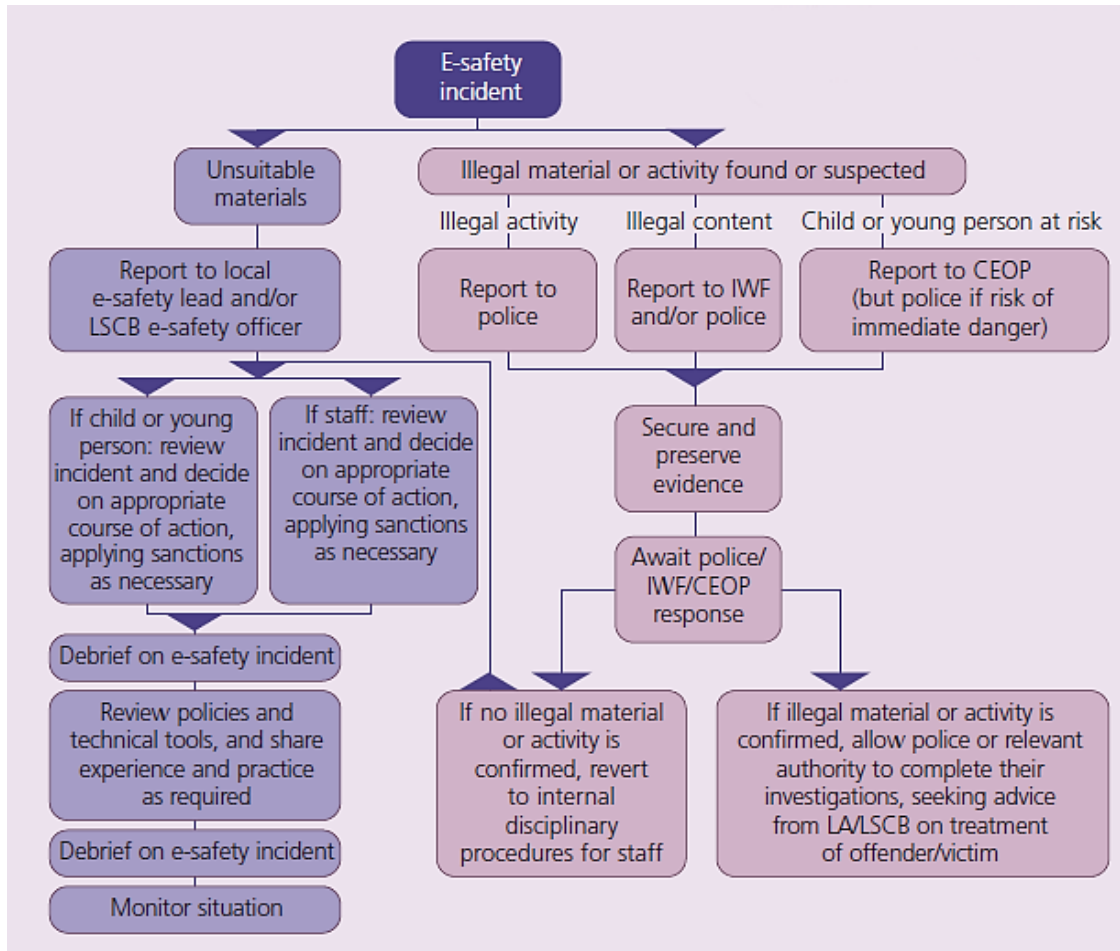 E-safety
incident
Unsuitable
materials
Illegal material or activity found or suspected
Illegal activity
Illegal content
Child or young person at risk
Report to local
e-safety lead and/or
LSCB e-safety officer
Report to
police
Report to IWF
and/or police
Report to CEOP
(but police if risk of
immediate danger)
If child or young
person: review
incident and decide
on appropriate
course of action,
applying sanctions
as necessary
If staff: review
incident and decide
on appropriate
course of action,
applying sanctions
as necessary
Secure and
preserve
evidence
Await police/
IWF/CEOP
response
Debrief on e-safety incident
Review policies and
technical tools, and share
experience and practice
as required
Debrief on e-safety incident
Monitor situation
If no illegal material
or activity is
confirmed, revert
to internal
disciplinary
procedures for staff
If illegal material or activity is
confirmed, allow police or relevant
authority to complete their
investigations, seeking advice
from LA/LSCB on treatment
of offender/victim